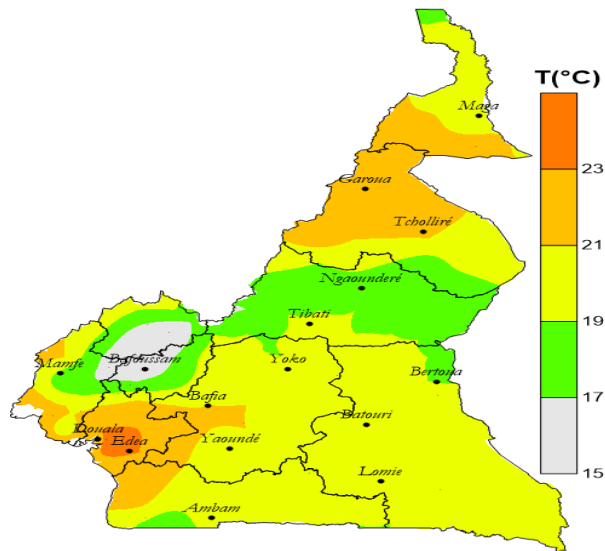 T(°C)
Maga
23
Garoua
Tcholliré
21
Ngaounderé
19
Tibati
Mamfe
Bafoussam
Yoko
Bertoua
17
Bafia
Batouri
Douala
Edea
Yaoundé
Lomie
15
Ambam